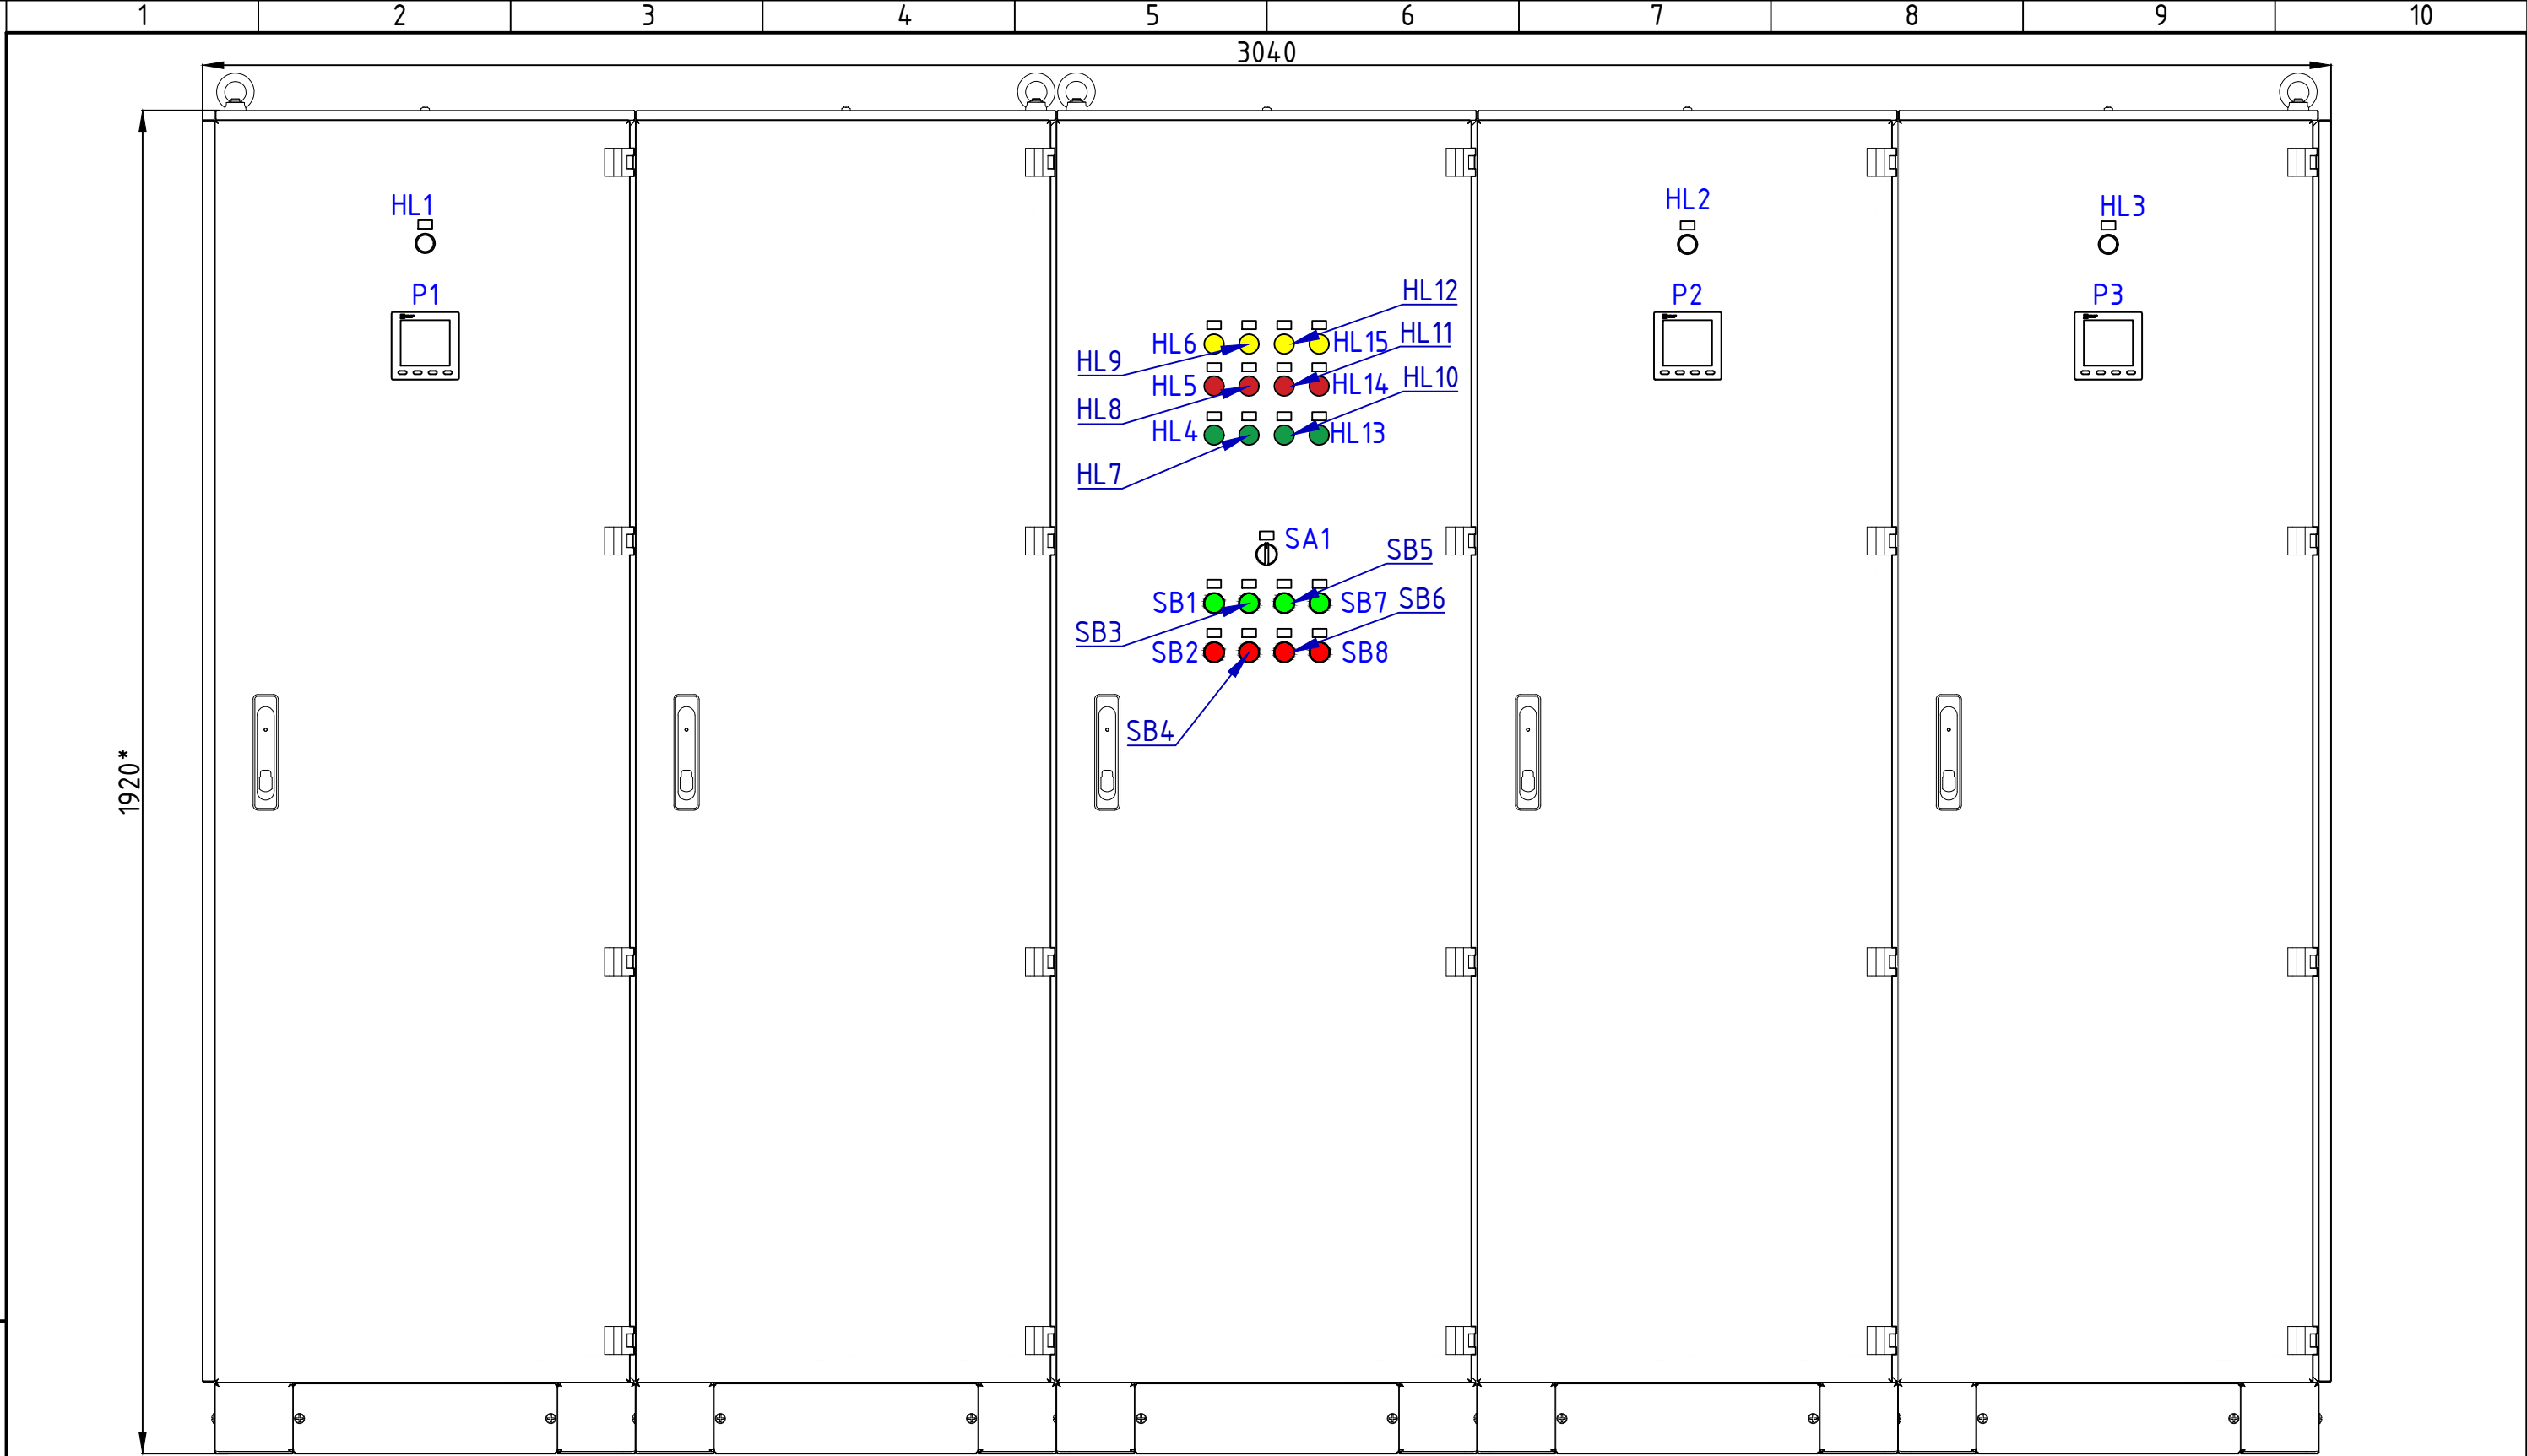 1 2 3 4 5 6 7 8 9 10
3040
HL1 HL2 HL3
P1 P2 P3
HL12
HL6 HL15 HL11
HL9
HL5 HL14 HL10
HL8
HL4 HL13
HL7
SA1
SB5
SB1 SB7 SB6
SB3
SB2 SB8
SB4
1920*